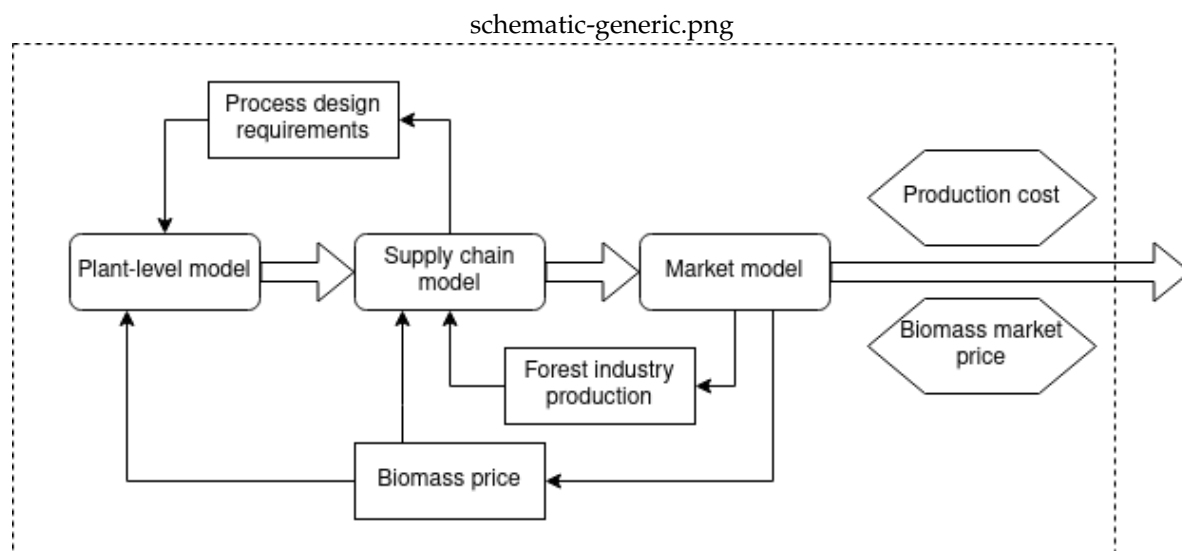 schematic-generic.png
Process design
requirements
Production cost
Plant-level model
Supply chain
model
Market model
Biomass market
price
Forest industry
production
Biomass price